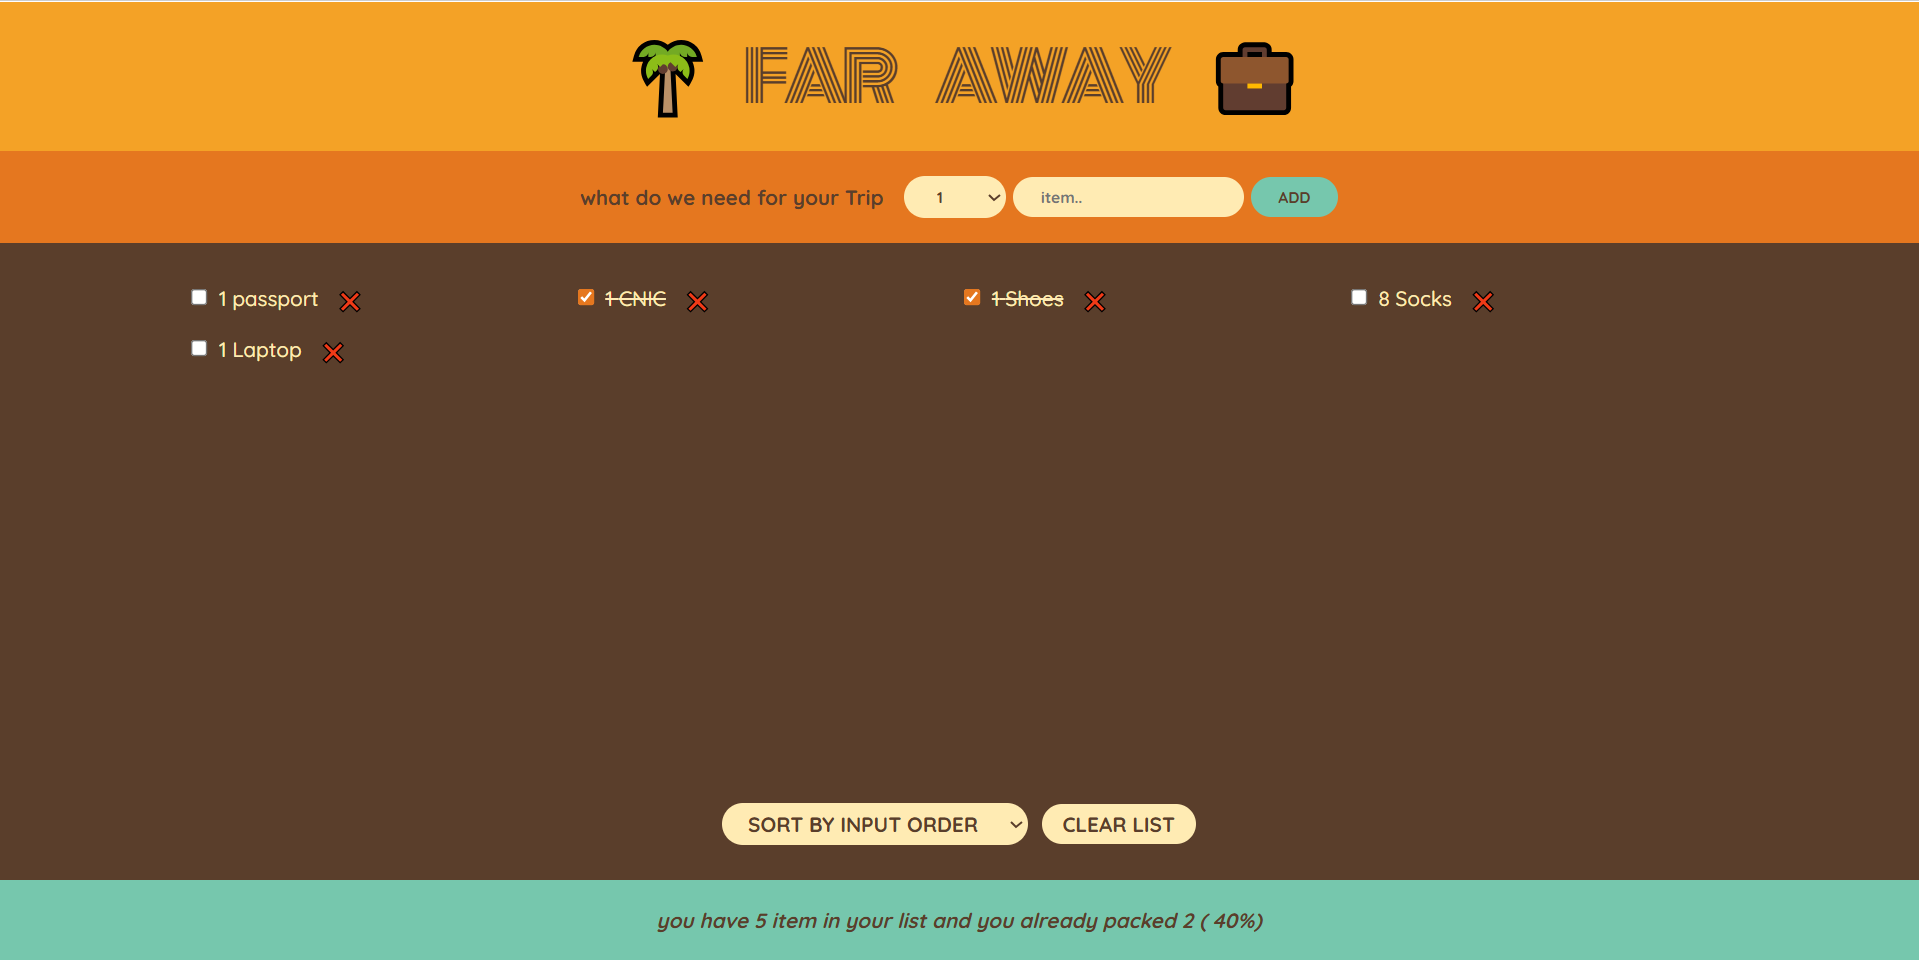 FAR AWAY
what do we need for your Trip 1 item.. ADD
1 passport 1 CNIC 1 Shoes 8 Socks
1 Laptop
SORT BY INPUT ORDER CLEAR LIST
you have 5 item in your list and you already packed 2 ( 40%)